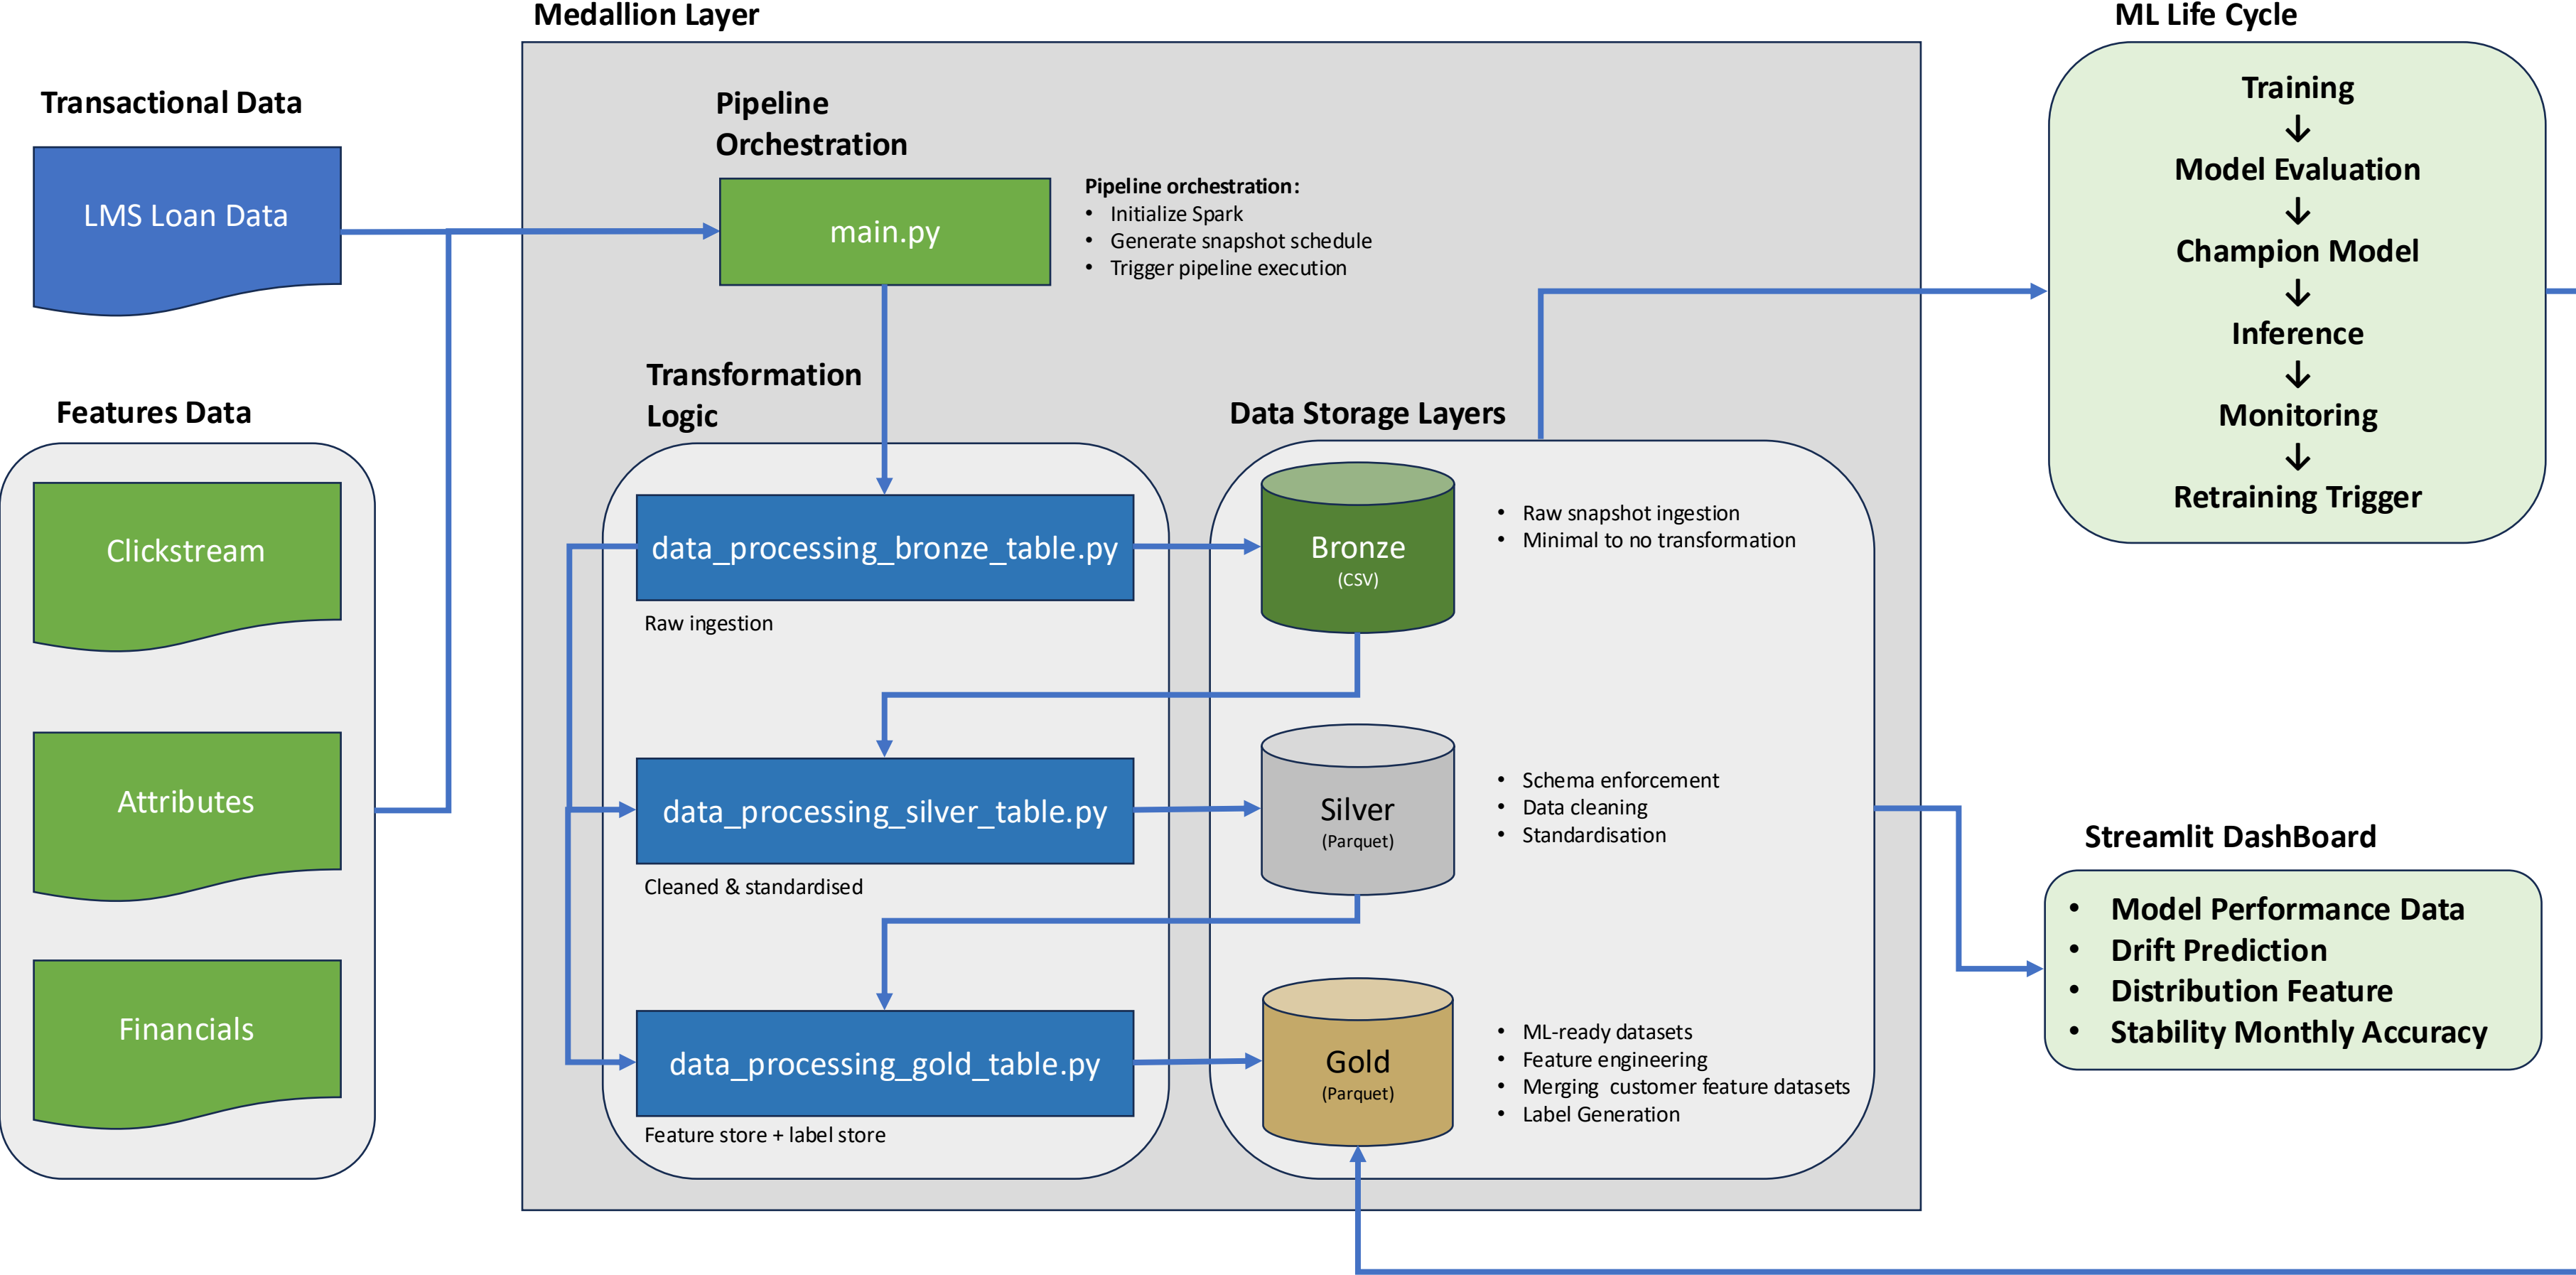 Medallion Layer
ML Life Cycle
Transactional Data
LMS Loan Data
Features Data
Clickstream
Attributes
Financials
Pipeline
Orchestration
main.py
Pipeline orchestration:
• Initialize Spark
• Generate snapshot schedule
• Trigger pipeline execution
Transformation
Logic
data_processing_bronze_table.py
Raw ingestion
data_processing_silver_table.py
Cleaned & standardised
data_processing_gold_table.py
Feature store + label store
Data Storage Layers
Bronze
(CSV)
• Raw snapshot ingestion
• Minimal to no transformation
Silver
(Parquet)
• Schema enforcement
• Data cleaning
• Standardisation
Gold
(Parquet)
• ML-ready datasets
• Feature engineering
• Merging customer feature datasets
• Label Generation
Training
↓
Model Evaluation
↓
Champion Model
↓
Inference
↓
Monitoring
↓
Retraining Trigger
Streamlit DashBoard
• Model Performance Data
• Drift Prediction
• Distribution Feature
• Stability Monthly Accuracy